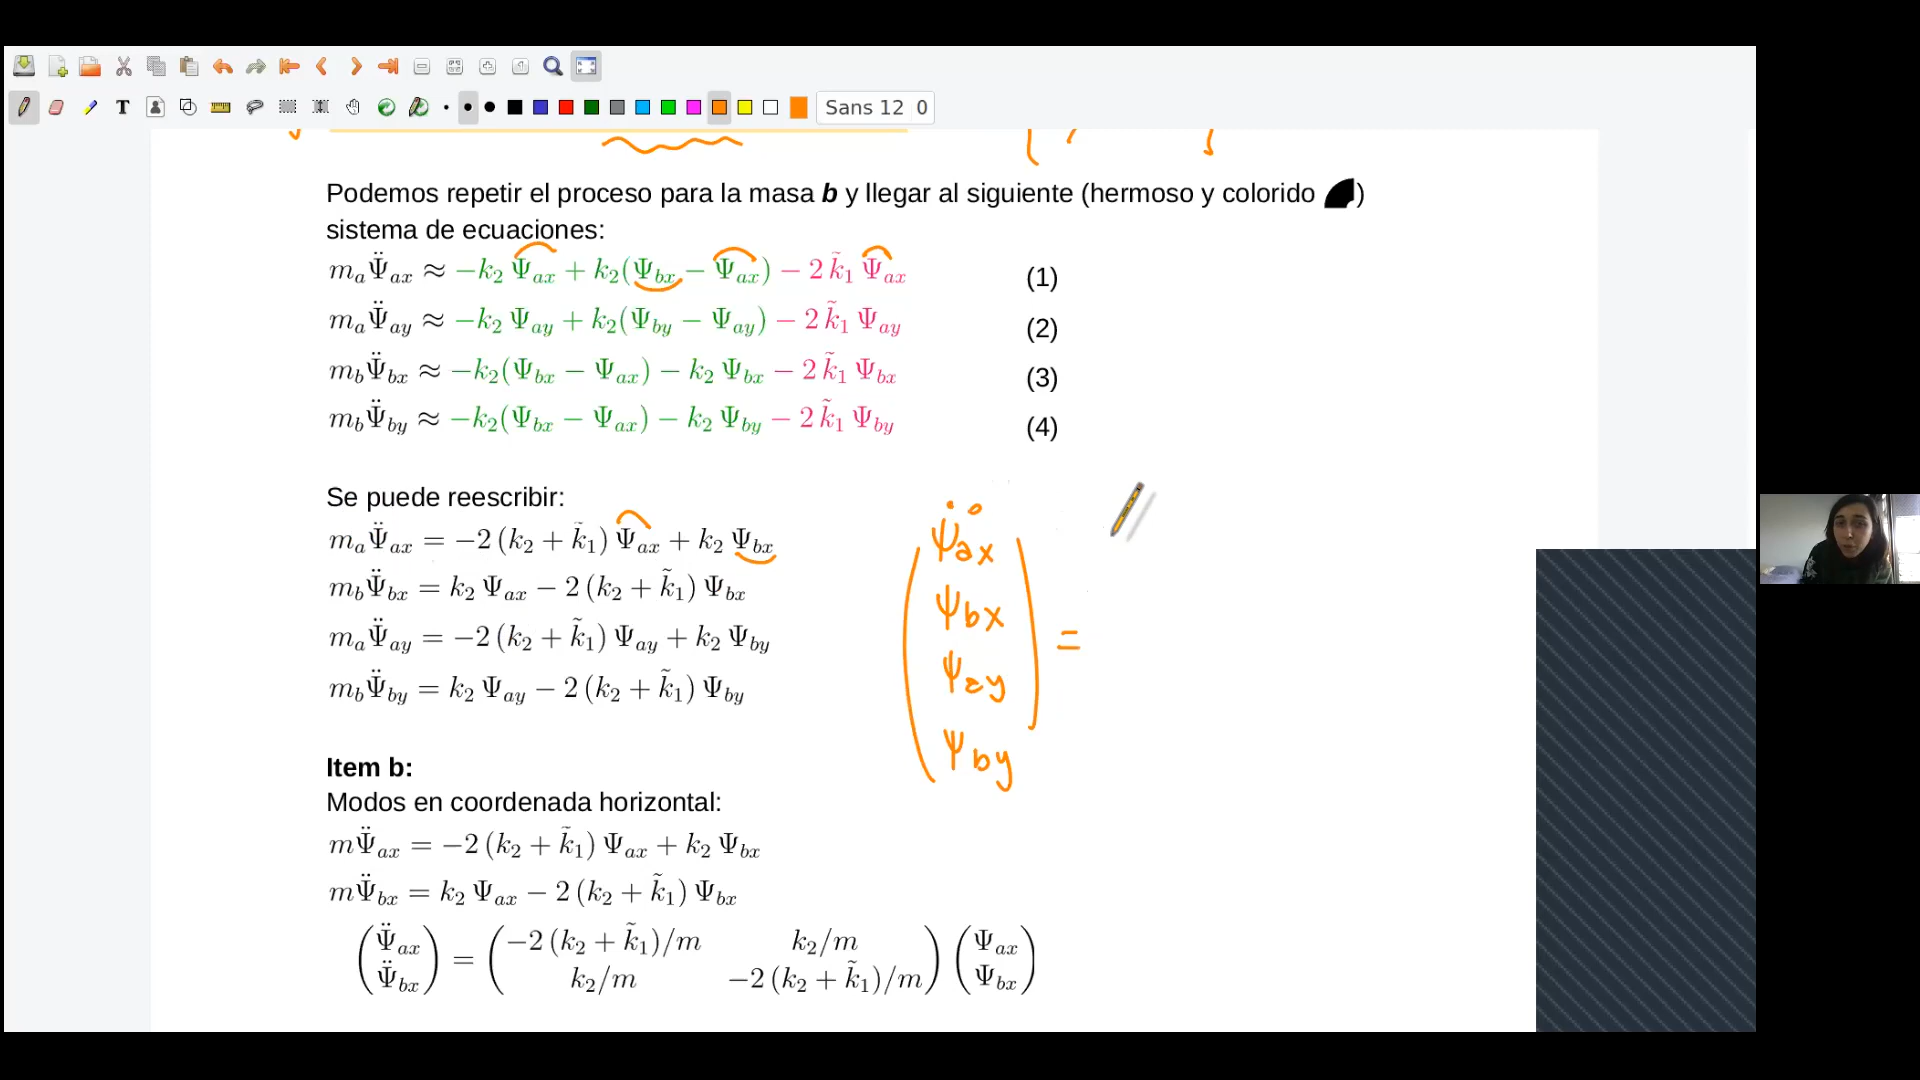 Sans 12 0
Podemos repetir el proceso para la masa b y llegar al siguiente (hermoso y colorido )
sistema de ecuaciones:
m_a Ψ̈_ax ≈ −k_2 Ψ_ax + k_2(Ψ_bx − Ψ_ax) − 2 k̃_1 Ψ_ax (1)
m_a Ψ̈_ay ≈ −k_2 Ψ_ay + k_2(Ψ_by − Ψ_ay) − 2 k̃_1 Ψ_ay (2)
m_b Ψ̈_bx ≈ −k_2(Ψ_bx − Ψ_ax) − k_2 Ψ_bx − 2 k̃_1 Ψ_bx (3)
m_b Ψ̈_by ≈ −k_2(Ψ_bx − Ψ_ax) − k_2 Ψ_by − 2 k̃_1 Ψ_by (4)
Se puede reescribir:
m_a Ψ̈_ax = −2 (k_2 + k̃_1) Ψ_ax + k_2 Ψ_bx
m_b Ψ̈_bx = k_2 Ψ_ax − 2 (k_2 + k̃_1) Ψ_bx
m_a Ψ̈_ay = −2 (k_2 + k̃_1) Ψ_ay + k_2 Ψ_by
m_b Ψ̈_by = k_2 Ψ_ay − 2 (k_2 + k̃_1) Ψ_by
ψ̈ax
ψbx
=
ψay
ψby
Item b:
Modos en coordenada horizontal:
m Ψ̈_ax = −2 (k_2 + k̃_1) Ψ_ax + k_2 Ψ_bx
m Ψ̈_bx = k_2 Ψ_ax − 2 (k_2 + k̃_1) Ψ_bx
(Ψ̈_ax Ψ̈_bx) = (−2 (k_2 + k̃_1)/m k_2/m k_2/m −2 (k_2 + k̃_1)/m) (Ψ_ax Ψ_bx)